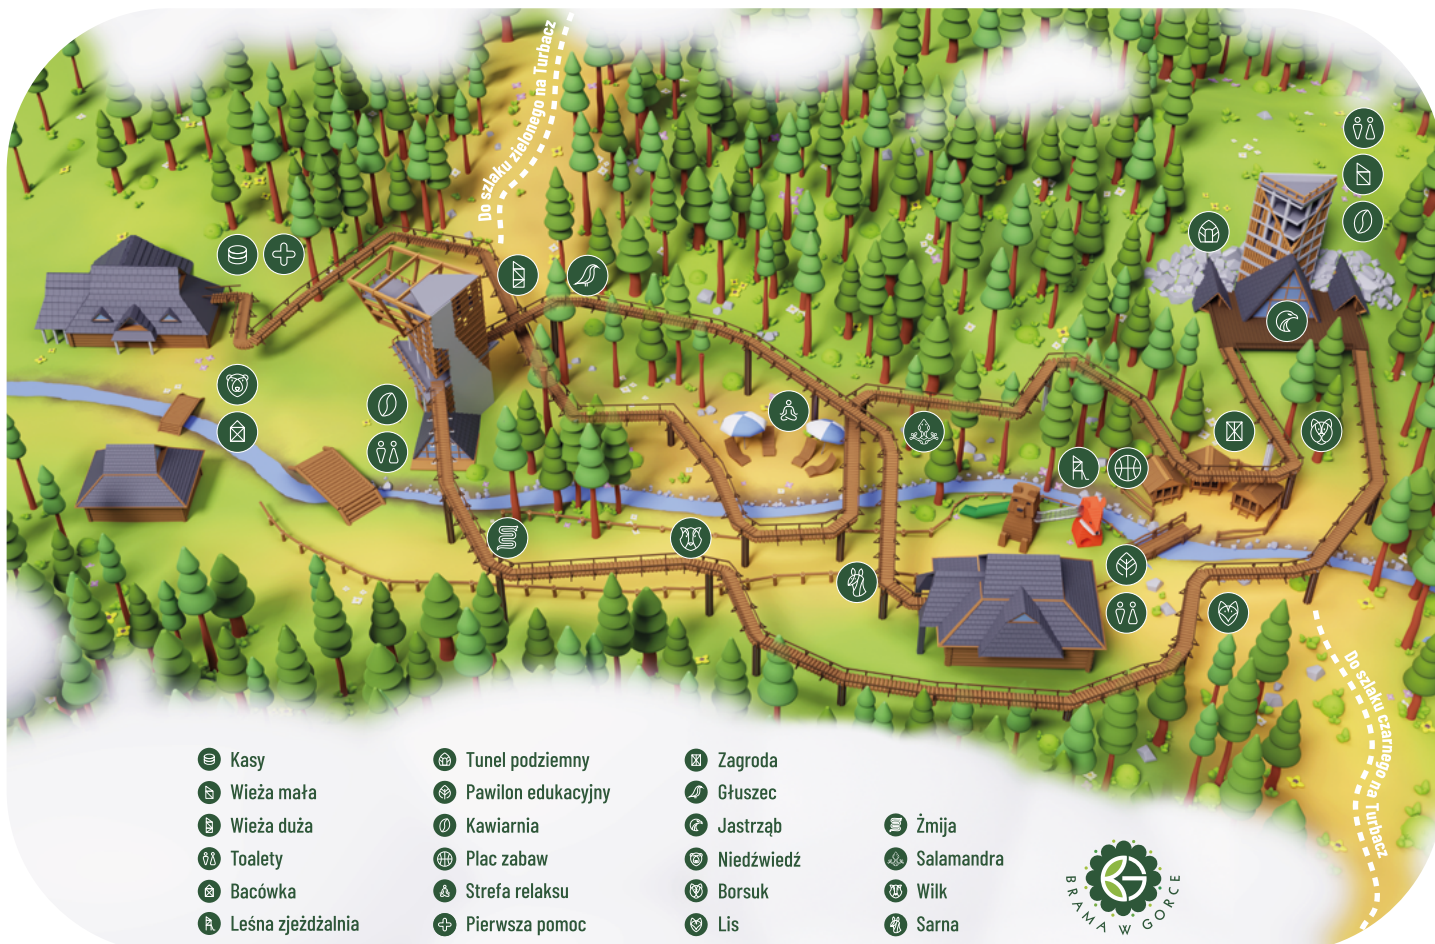 Do szlaku zielonego na Turbacz
Do szlaku czarnego na Turbacz
Kasy
Wieża mała
Wieża duża
Toalety
Bacówka
Leśna zjeżdżalnia
Tunel podziemny
Pawilon edukacyjny
Kawiarnia
Plac zabaw
Strefa relaksu
Pierwsza pomoc
Zagroda
Głuszec
Jastrząb
Niedźwiedź
Borsuk
Lis
Żmija
Salamandra
Wilk
Sarna
BRAMA W GORCE